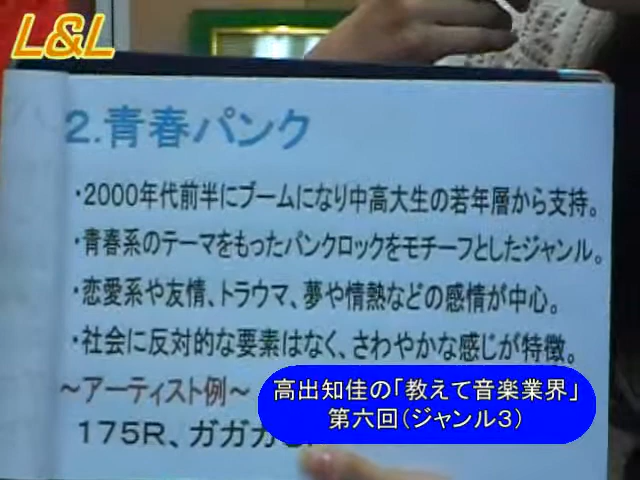 L&L
2.青春パンク
・2000年代前半にブームになり中高大生の若年層から支持。
・青春系のテーマをもったパンクロックをモチーフとしたジャンル。
・恋愛系や友情、トラウマ、夢や情熱などの感情が中心。
・社会に反対的な要素はなく、さわやかな感じが特徴。
～アーティスト例～
175R、ガガガ
高出知佳の「教えて音楽業界」
第六回(ジャンル3)